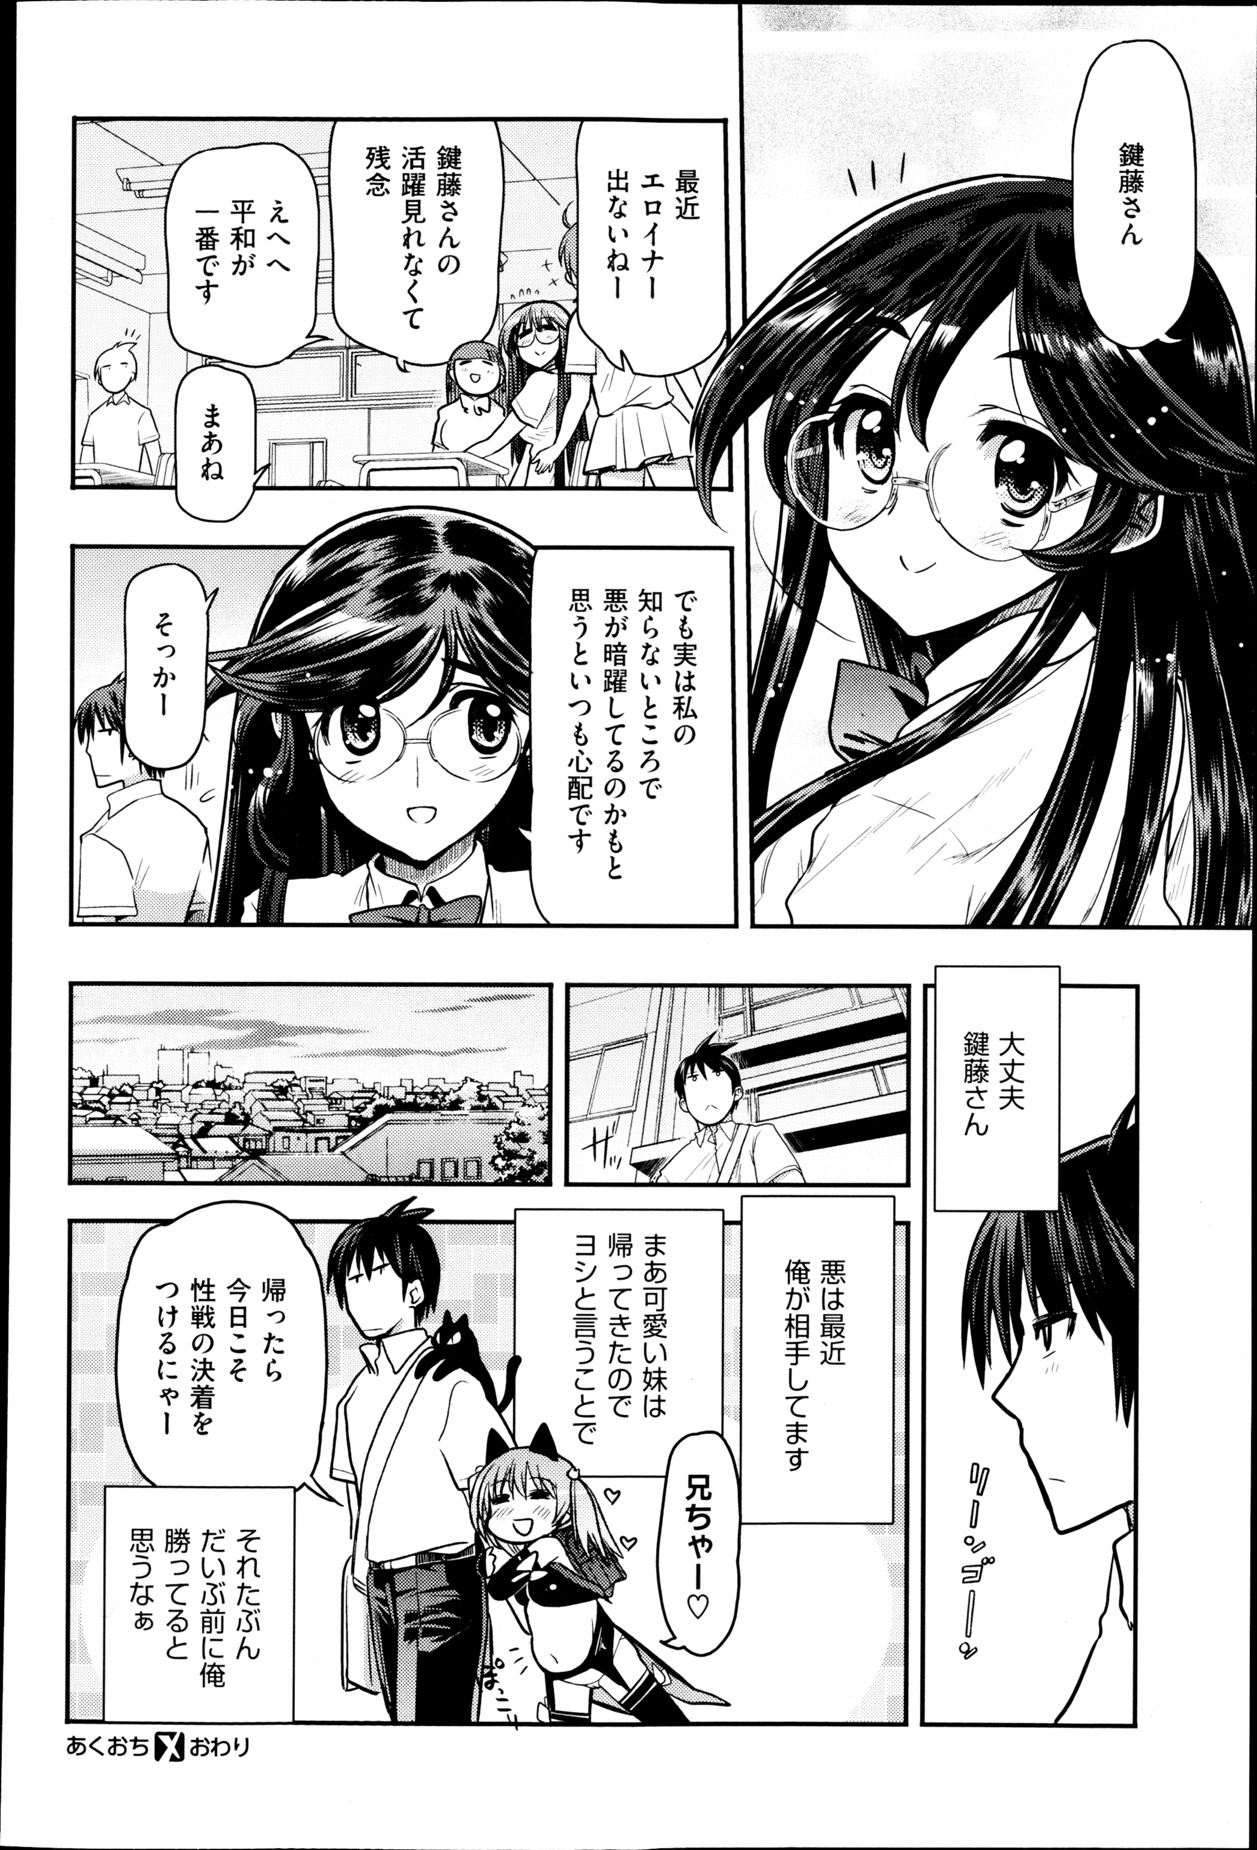 鍵藤さん
最近
エロイナー
出ないねー
鍵藤さんの
活躍見れなくて
残念
えへへ
平和が
一番です
まあね
でも実は私の
知らないところで
悪が暗躍してるのかもと
思うといつも心配です
そっかー
大丈夫
鍵藤さん
リーンゴーン
ザッ
悪は最近
俺が相手してます
まあ可愛い妹は
帰ってきたので
ヨシと言うことで
兄ちゃー♡
帰ったら
今日こそ
性戦の決着を
つけるにゃー
それたぶん
だいぶ前に俺
勝ってると
思うなぁ
あくおちXおわり